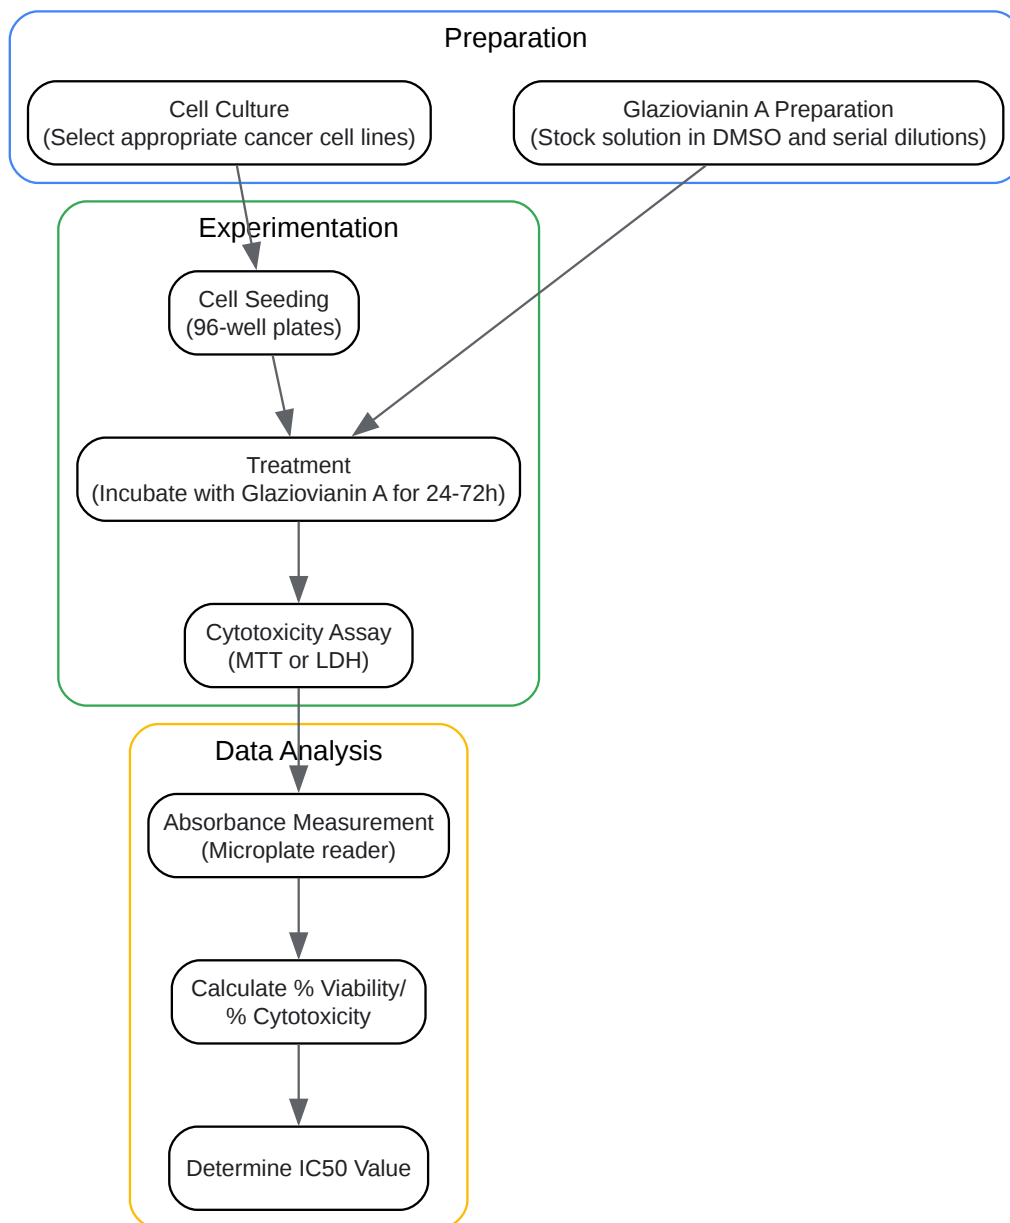 Preparation
Cell Culture
(Select appropriate cancer cell lines)
Glaziovianin A Preparation
(Stock solution in DMSO and serial dilutions)
Experimentation
Cell Seeding
(96-well plates)
Treatment
(Incubate with Glaziovianin A for 24-72h)
Cytotoxicity Assay
(MTT or LDH)
Data Analysis
Absorbance Measurement
(Microplate reader)
Calculate % Viability/
% Cytotoxicity
Determine IC50 Value